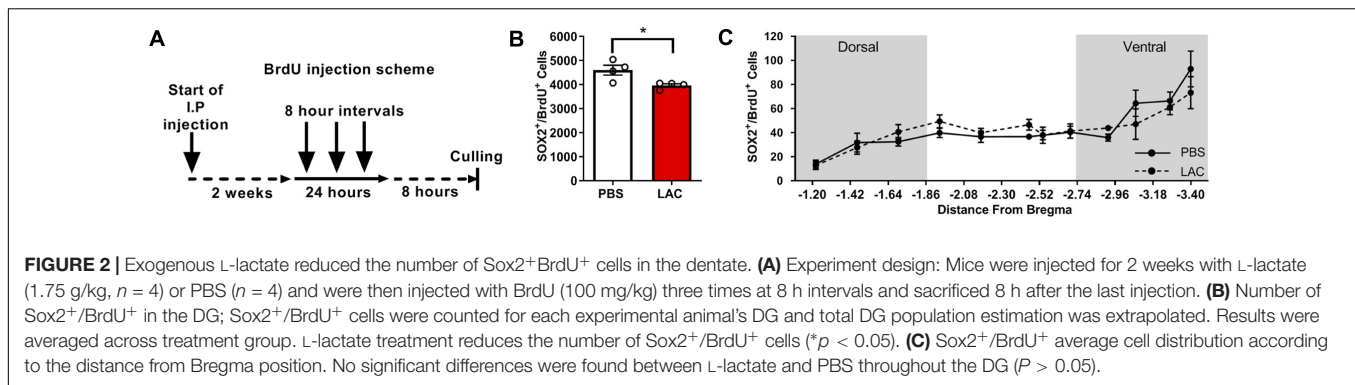 A
BrdU injection scheme
Start of
I.P
injection
8 hour intervals
Culling
2 weeks
24 hours
8 hours
B
*
SOX2+/BrdU+ Cells
6000
5000
4000
3000
2000
1000
0
PBS
LAC
C
Dorsal
Ventral
SOX2+/BrdU+ Cells
120
100
80
60
40
20
0
PBS
LAC
-1.20 -1.42 -1.64 -1.86 -2.08 -2.30 -2.52 -2.74 -2.96 -3.18 -3.40
Distance From Bregma
FIGURE 2 | Exogenous L-lactate reduced the number of Sox2+BrdU+ cells in the dentate. (A) Experiment design: Mice were injected for 2 weeks with L-lactate
(1.75 g/kg, n = 4) or PBS (n = 4) and were then injected with BrdU (100 mg/kg) three times at 8 h intervals and sacrificed 8 h after the last injection. (B) Number of
Sox2+/BrdU+ in the DG; Sox2+/BrdU+ cells were counted for each experimental animal's DG and total DG population estimation was extrapolated. Results were
averaged across treatment group. L-lactate treatment reduces the number of Sox2+/BrdU+ cells (*p < 0.05). (C) Sox2+/BrdU+ average cell distribution according
to the distance from Bregma position. No significant differences were found between L-lactate and PBS throughout the DG (P > 0.05).